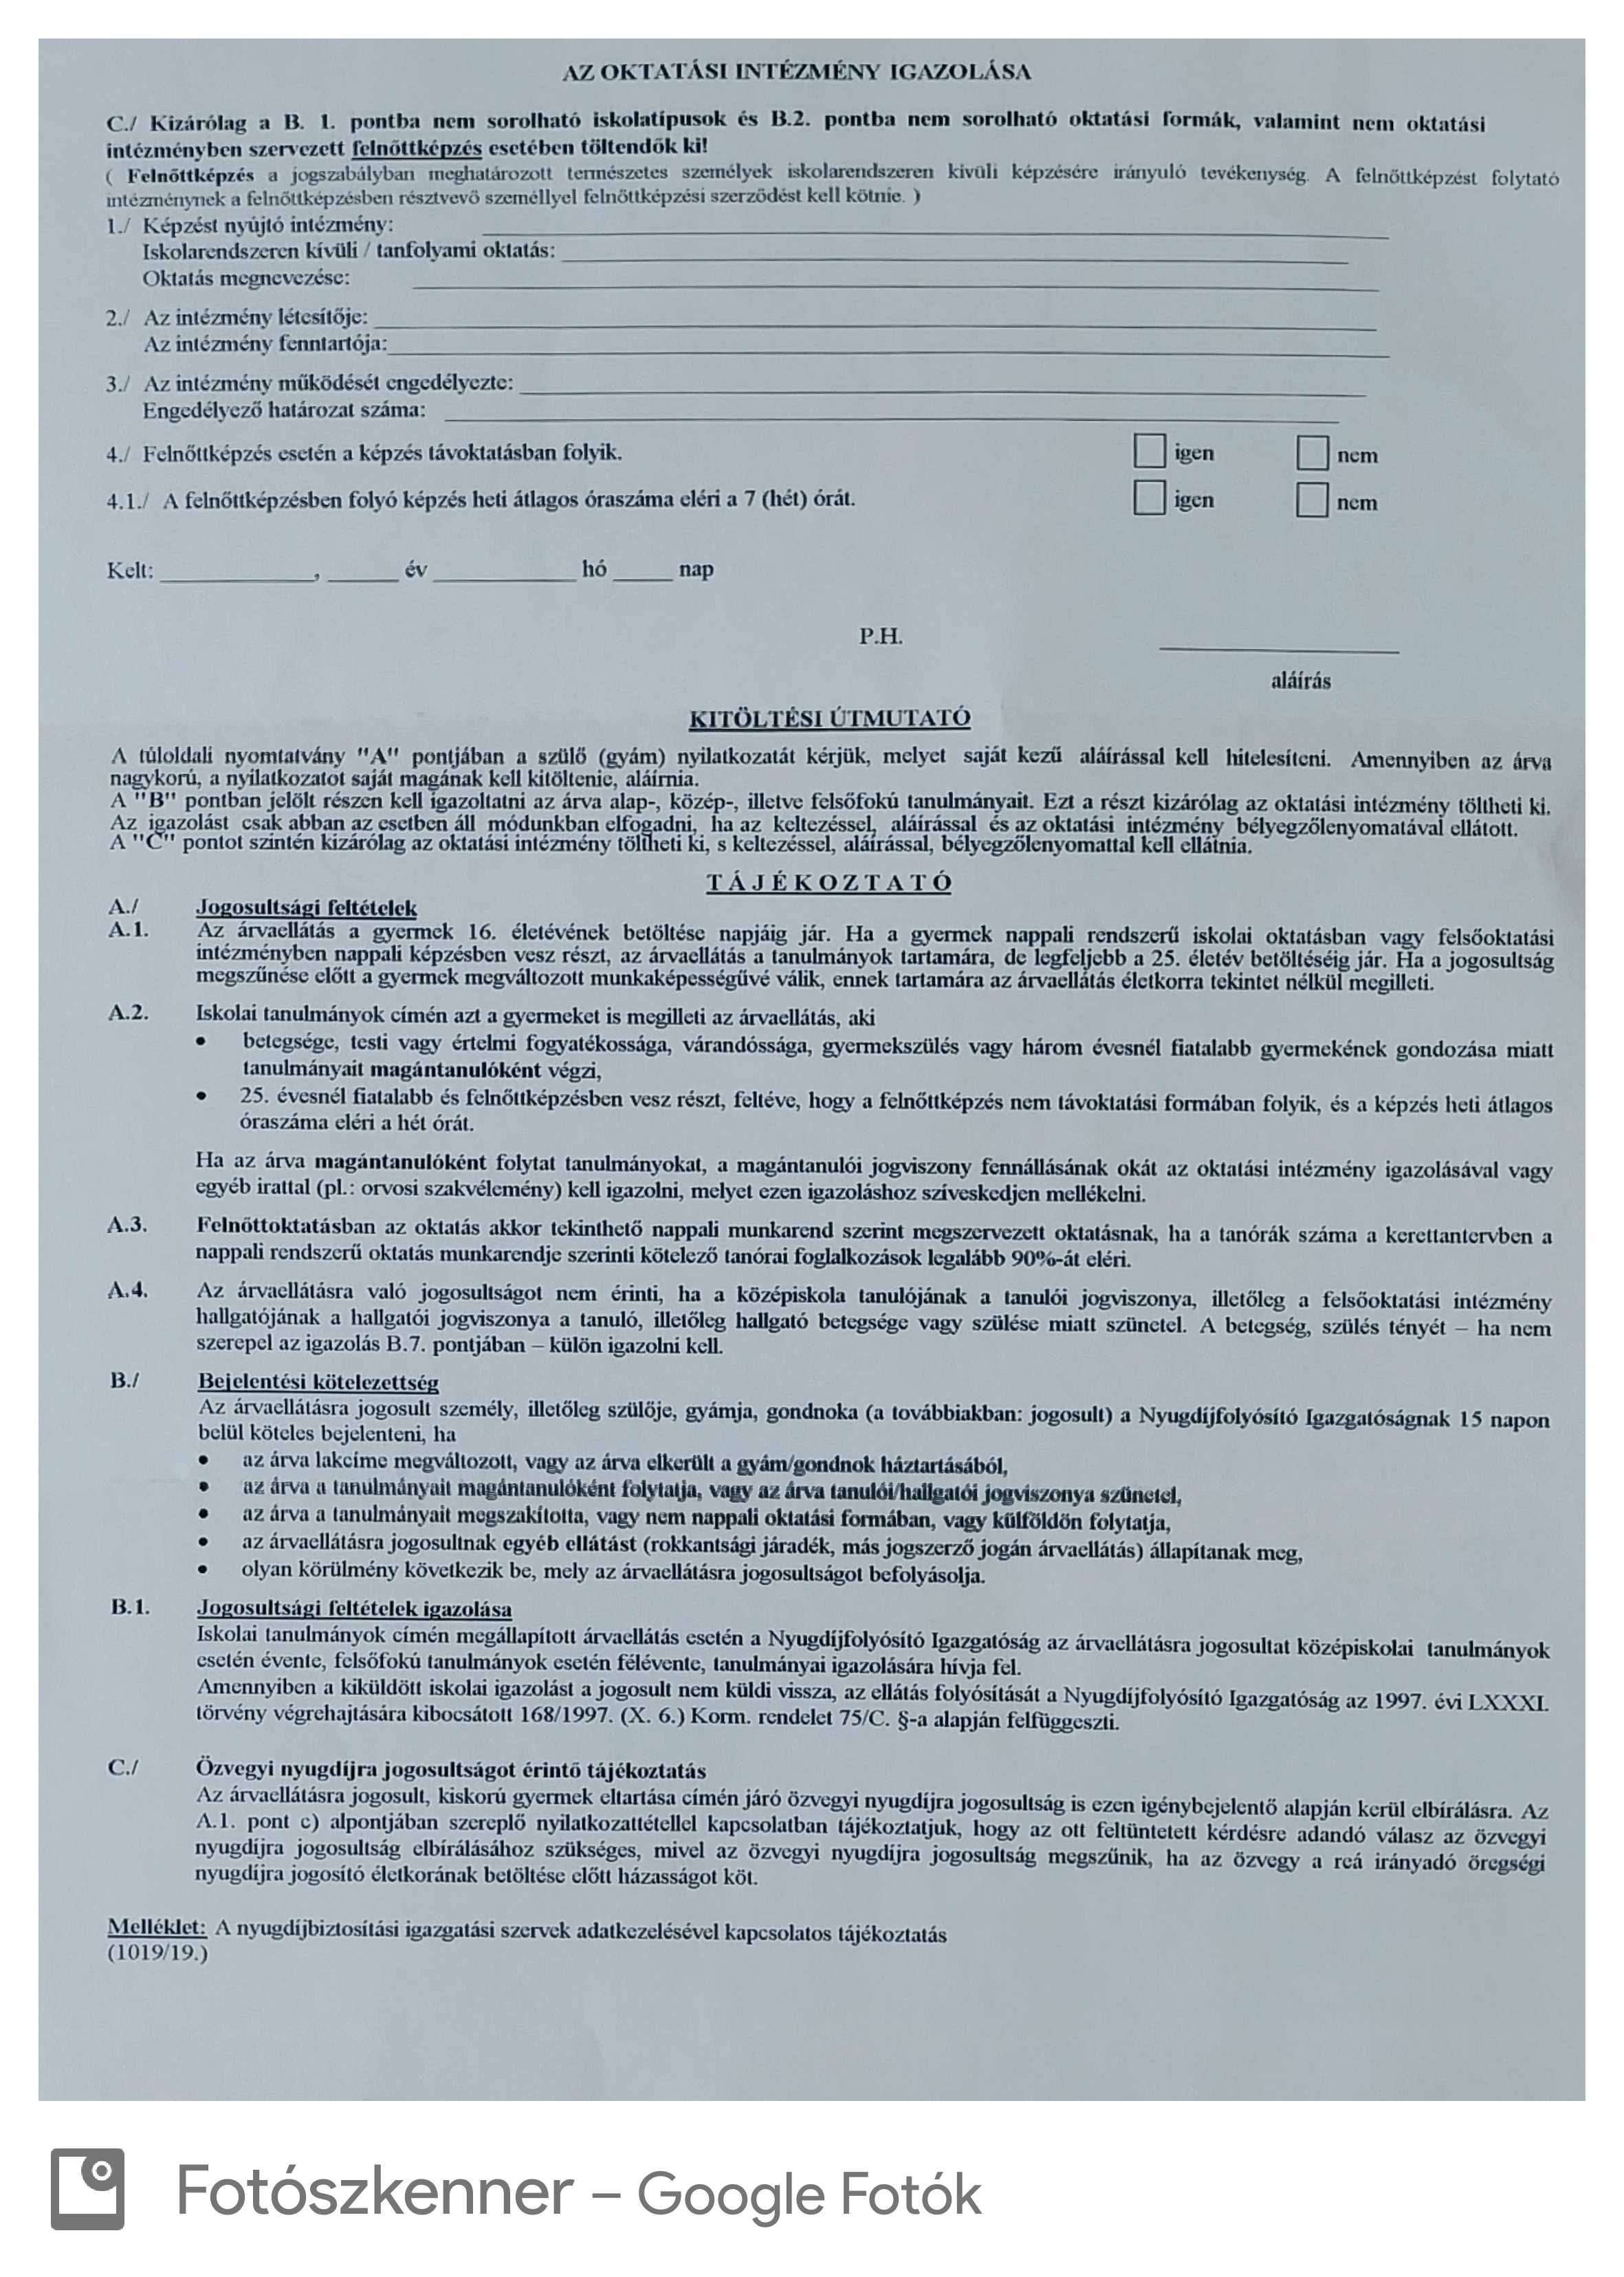 AZ OKTATÁSI INTÉZMÉNY IGAZOLÁSA
C./ Kizárólag a B. 1. pontba nem sorolható iskolatípusok és B.2. pontba nem sorolható oktatási formák, valamint nem oktatási
intézményben szervezett felnőttképzés esetében töltendők ki!
( Felnőttképzés a jogszabályban meghatározott természetes személyek iskolarendszeren kívüli képzésére irányuló tevékenység. A felnőttképzést folytató
intézménynek a felnőttképzésben résztvevő személlyel felnőttképzési szerződést kell kötnie. )
1./ Képzést nyújtó intézmény: ____________________
Iskolarendszeren kívüli / tanfolyami oktatás: ____________________
Oktatás megnevezése: ____________________
2./ Az intézmény létesítője: ____________________
Az intézmény fenntartója: ____________________
3./ Az intézmény működését engedélyezte: ____________________
Engedélyező határozat száma: ____________________
4./ Felnőttképzés esetén a képzés távoktatásban folyik. igen nem
4.1./ A felnőttképzésben folyó képzés heti átlagos óraszáma eléri a 7 (hét) órát. igen nem
Kelt: ____________, _____ év __________ hó ____ nap
P.H.
aláírás
KITÖLTÉSI ÚTMUTATÓ
A túloldali nyomtatvány "A" pontjában a szülő (gyám) nyilatkozatát kérjük, melyet saját kezű aláírással kell hitelesíteni. Amennyiben az árva
nagykorú, a nyilatkozatot saját magának kell kitöltenie, aláírnia.
A "B" pontban jelölt részen kell igazoltatni az árva alap-, közép-, illetve felsőfokú tanulmányait. Ezt a részt kizárólag az oktatási intézmény töltheti ki.
Az igazolást csak abban az esetben áll módunkban elfogadni, ha az keltezéssel, aláírással és az oktatási intézmény bélyegzőlenyomatával ellátott.
A "C" pontot szintén kizárólag az oktatási intézmény töltheti ki, s keltezéssel, aláírással, bélyegzőlenyomattal kell ellátnia.
TÁJÉKOZTATÓ
A./ Jogosultsági feltételek
A.1. Az árvaellátás a gyermek 16. életévének betöltése napjáig jár. Ha a gyermek nappali rendszerű iskolai oktatásban vagy felsőoktatási
intézményben nappali képzésben vesz részt, az árvaellátás a tanulmányok tartamára, de legfeljebb a 25. életév betöltéséig jár. Ha a jogosultság
megszűnése előtt a gyermek megváltozott munkaképességűvé válik, ennek tartamára az árvaellátás életkorra tekintet nélkül megilleti.
A.2. Iskolai tanulmányok címén azt a gyermeket is megilleti az árvaellátás, aki
• betegsége, testi vagy értelmi fogyatékossága, várandóssága, gyermekszülés vagy három évesnél fiatalabb gyermekének gondozása miatt
tanulmányait magántanulóként végzi,
• 25. évesnél fiatalabb és felnőttképzésben vesz részt, feltéve, hogy a felnőttképzés nem távoktatási formában folyik, és a képzés heti átlagos
óraszáma eléri a hét órát.
Ha az árva magántanulóként folytat tanulmányokat, a magántanulói jogviszony fennállásának okát az oktatási intézmény igazolásával vagy
egyéb irattal (pl.: orvosi szakvélemény) kell igazolni, melyet ezen igazoláshoz szíveskedjen mellékelni.
A.3. Felnőttoktatásban az oktatás akkor tekinthető nappali munkarend szerint megszervezett oktatásnak, ha a tanórák száma a kerettantervben a
nappali rendszerű oktatás munkarendje szerinti kötelező tanórai foglalkozások legalább 90%-át eléri.
A.4. Az árvaellátásra való jogosultságot nem érinti, ha a középiskola tanulójának a tanulói jogviszonya, illetőleg a felsőoktatási intézmény
hallgatójának a hallgatói jogviszonya a tanuló, illetőleg hallgató betegsége vagy szülése miatt szünetel. A betegség, szülés tényét – ha nem
szerepel az igazolás B.7. pontjában – külön igazolni kell.
B./ Bejelentési kötelezettség
Az árvaellátásra jogosult személy, illetőleg szülője, gyámja, gondnoka (a továbbiakban: jogosult) a Nyugdíjfolyósító Igazgatóságnak 15 napon
belül köteles bejelenteni, ha
• az árva lakcíme megváltozott, vagy az árva elkerült a gyám/gondnok háztartásából,
• az árva a tanulmányait magántanulóként folytatja, vagy az árva tanulói/hallgatói jogviszonya szünetel,
• az árva a tanulmányait megszakította, vagy nem nappali oktatási formában, vagy külföldön folytatja,
• az árvaellátásra jogosultnak egyéb ellátást (rokkantsági járadék, más jogszerző jogán árvaellátás) állapítanak meg,
• olyan körülmény következik be, mely az árvaellátásra jogosultságot befolyásolja.
B.1. Jogosultsági feltételek igazolása
Iskolai tanulmányok címén megállapított árvaellátás esetén a Nyugdíjfolyósító Igazgatóság az árvaellátásra jogosultat középiskolai tanulmányok
esetén évente, felsőfokú tanulmányok esetén félévente, tanulmányai igazolására hívja fel.
Amennyiben a kiküldött iskolai igazolást a jogosult nem küldi vissza, az ellátás folyósítását a Nyugdíjfolyósító Igazgatóság az 1997. évi LXXXI.
törvény végrehajtására kibocsátott 168/1997. (X. 6.) Korm. rendelet 75/C. §-a alapján felfüggeszti.
C./ Özvegyi nyugdíjra jogosultságot érintő tájékoztatás
Az árvaellátásra jogosult, kiskorú gyermek eltartása címén járó özvegyi nyugdíjra jogosultság is ezen igénybejelentő alapján kerül elbírálásra. Az
A.1. pont c) alpontjában szereplő nyilatkozattétellel kapcsolatban tájékoztatjuk, hogy az ott feltüntetett kérdésre adandó válasz az özvegyi
nyugdíjra jogosultság elbírálásához szükséges, mivel az özvegyi nyugdíjra jogosultság megszűnik, ha az özvegy a reá irányadó öregségi
nyugdíjra jogosító életkorának betöltése előtt házasságot köt.
Melléklet: A nyugdíjbiztosítási igazgatási szervek adatkezelésével kapcsolatos tájékoztatás
(1019/19.)
Fotószkenner – Google Fotók